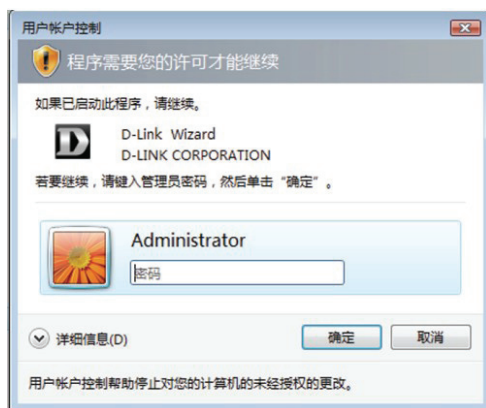 用户帐户控制
程序需要您的许可才能继续
如果已启动此程序，请继续。
D-Link Wizard
D-LINK CORPORATION
若要继续，请键入管理员密码，然后单击“确定”。
Administrator
密码
详细信息(D)
确定
取消
用户帐户控制帮助停止对您的计算机的未经授权的更改。